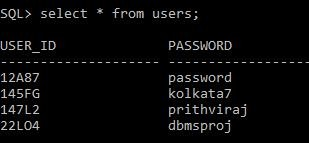 SQL> select * from users;
USER_ID PASSWORD
-------------------- --------------------
12A87 password
145FG kolkata7
147L2 prithviraj
22LO4 dbmsproj